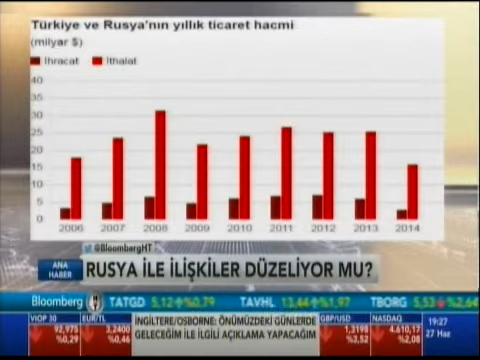 Türkiye ve Rusya'nın yıllık ticaret hacmi
(milyar $)
İhracat İthalat
40
35
30
25
20
15
10
5
0
2006 2007 2008 2009 2010 2011 2012 2013 2014
@BloombergHT
ANA HABER
RUSYA İLE İLİŞKİLER DÜZELİYOR MU?
Bloomberg HT TATGD 5,12 %0,79 TAVHL 13,44 %1,97 TBORG 5,53 %2,64
VIOP 30 EUR/TL GBP/USD NASDAQ
92,975 3,2400 1,3198 4.610,17
%0,29 %0,46 %3,52 %2,08
İNGİLTERE/OSBORNE: ÖNÜMÜZDEKİ GÜNLERDE
GELECEĞİM İLE İLGİLİ AÇIKLAMA YAPACAĞIM
19:27
27 Haz